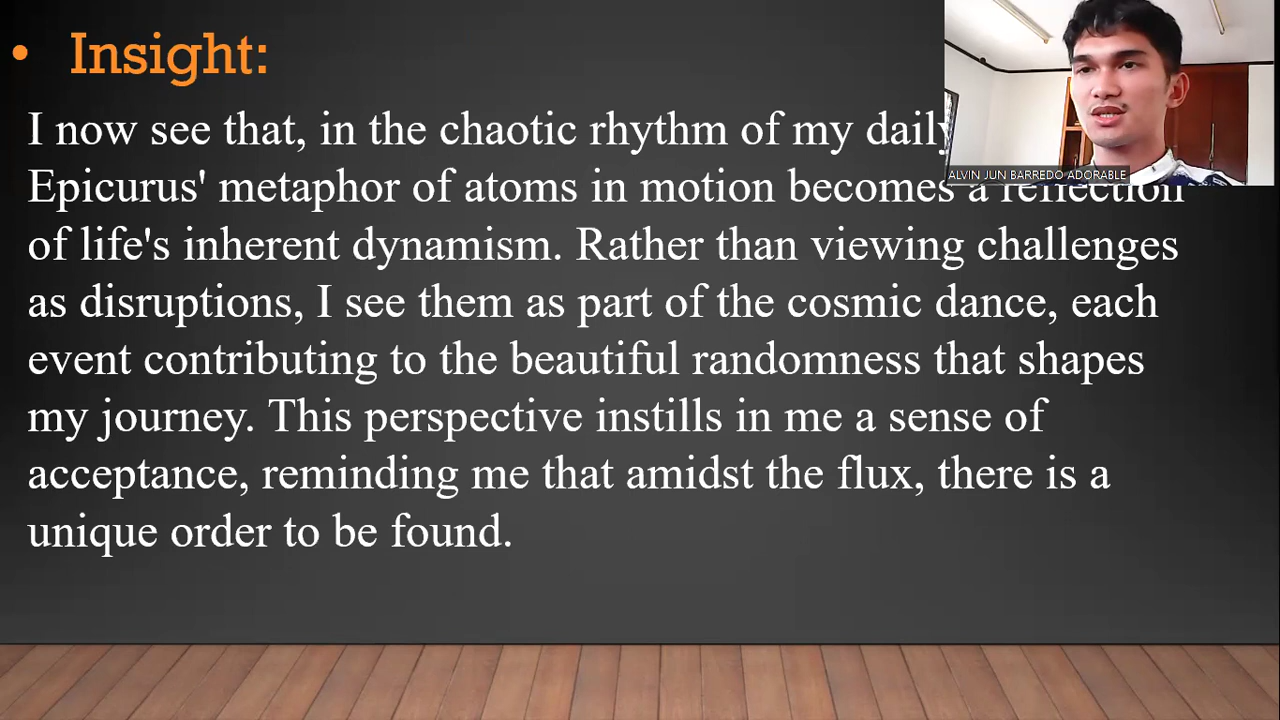 • Insight:
I now see that, in the chaotic rhythm of my daily
Epicurus' metaphor of atoms in motion becomes a reflection
of life's inherent dynamism. Rather than viewing challenges
as disruptions, I see them as part of the cosmic dance, each
event contributing to the beautiful randomness that shapes
my journey. This perspective instills in me a sense of
acceptance, reminding me that amidst the flux, there is a
unique order to be found.
ALVIN JUN BARREDO ADORABLE